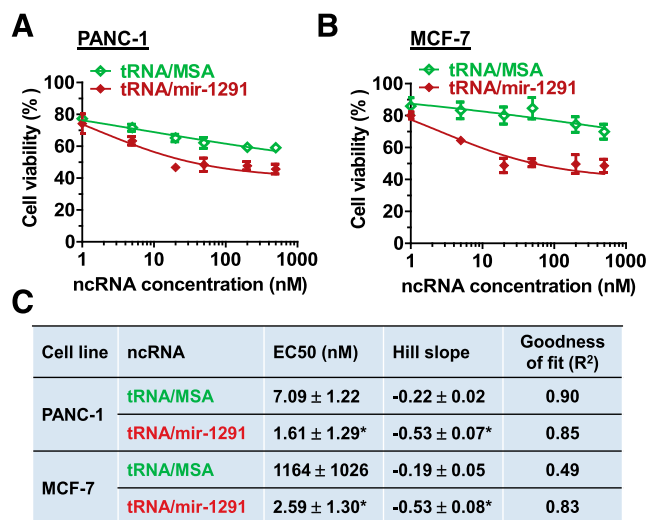 A PANC-1
tRNA/MSA
tRNA/mir-1291
Cell viability (%)
100
80
60
40
20
0
1 10 100 1000
ncRNA concentration (nM)
B MCF-7
tRNA/MSA
tRNA/mir-1291
Cell viability (%)
100
80
60
40
20
0
1 10 100 1000
ncRNA concentration (nM)
C
Cell line ncRNA EC50 (nM) Hill slope Goodness of fit (R²)
PANC-1 tRNA/MSA 7.09 ± 1.22 -0.22 ± 0.02 0.90
tRNA/mir-1291 1.61 ± 1.29* -0.53 ± 0.07* 0.85
MCF-7 tRNA/MSA 1164 ± 1026 -0.19 ± 0.05 0.49
tRNA/mir-1291 2.59 ± 1.30* -0.53 ± 0.08* 0.83